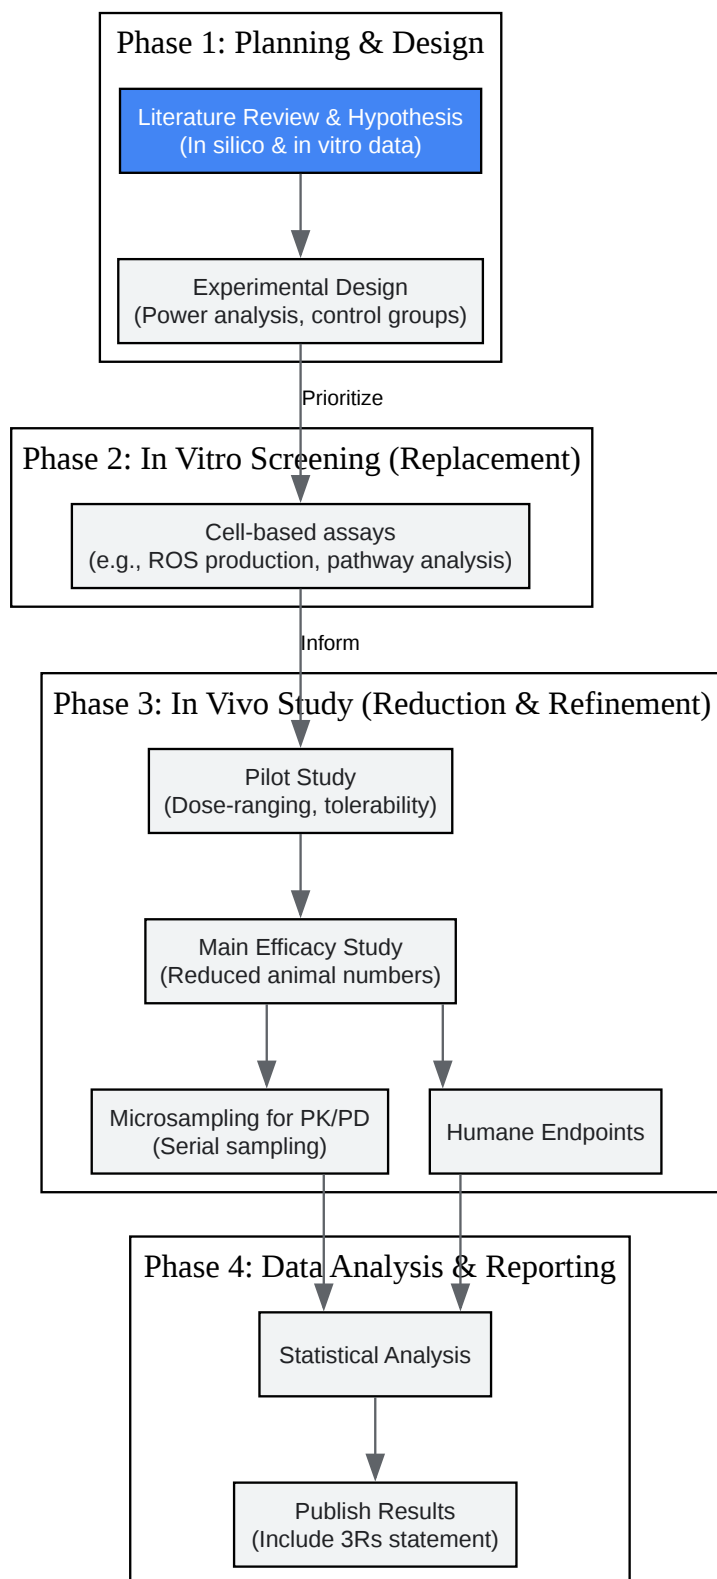 Phase 1: Planning & Design
Literature Review & Hypothesis
(In silico & in vitro data)
Experimental Design
(Power analysis, control groups)
Prioritize
Phase 2: In Vitro Screening (Replacement)
Cell-based assays
(e.g., ROS production, pathway analysis)
Inform
Phase 3: In Vivo Study (Reduction & Refinement)
Pilot Study
(Dose-ranging, tolerability)
Main Efficacy Study
(Reduced animal numbers)
Microsampling for PK/PD
(Serial sampling)
Humane Endpoints
Phase 4: Data Analysis & Reporting
Statistical Analysis
Publish Results
(Include 3Rs statement)